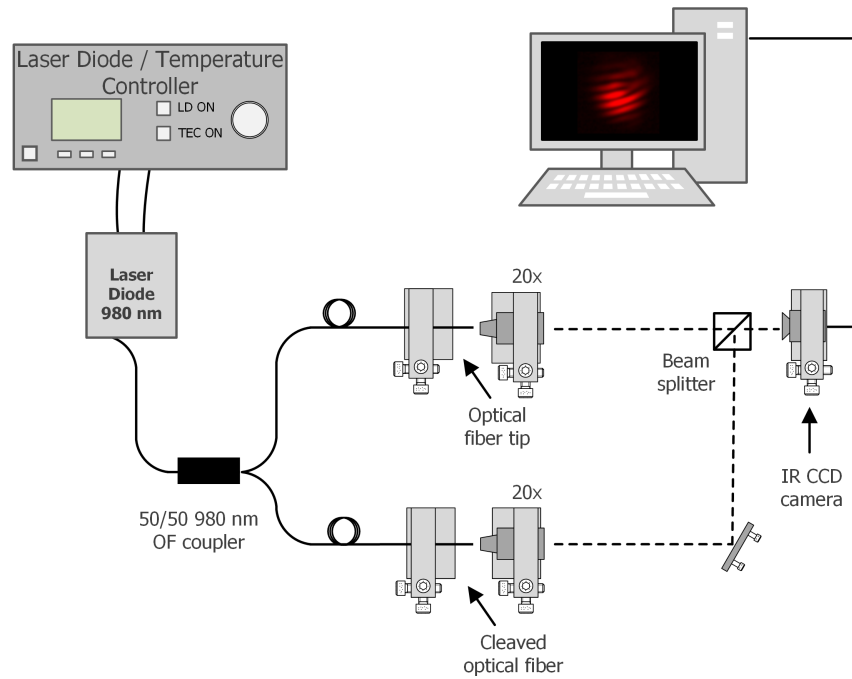 Laser Diode / Temperature
Controller
LD ON
TEC ON
Laser
Diode
980 nm
20x
Beam
splitter
Optical
fiber tip
IR CCD
camera
50/50 980 nm
OF coupler
20x
Cleaved
optical fiber